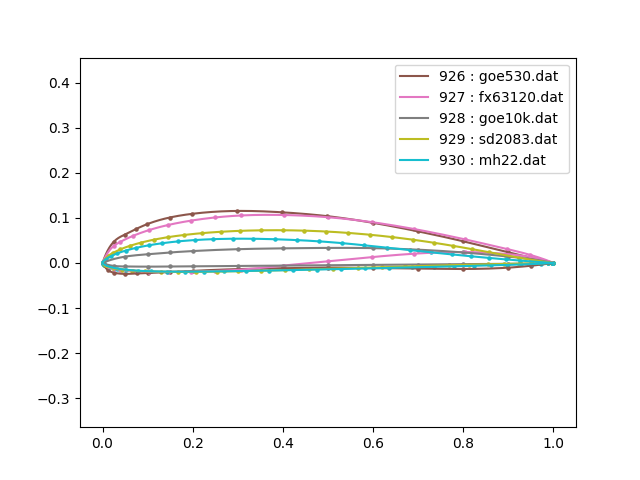 926 : goe530.dat
927 : fx63120.dat
928 : goe10k.dat
929 : sd2083.dat
930 : mh22.dat
0.4
0.3
0.2
0.1
0.0
−0.1
−0.2
−0.3
0.0 0.2 0.4 0.6 0.8 1.0